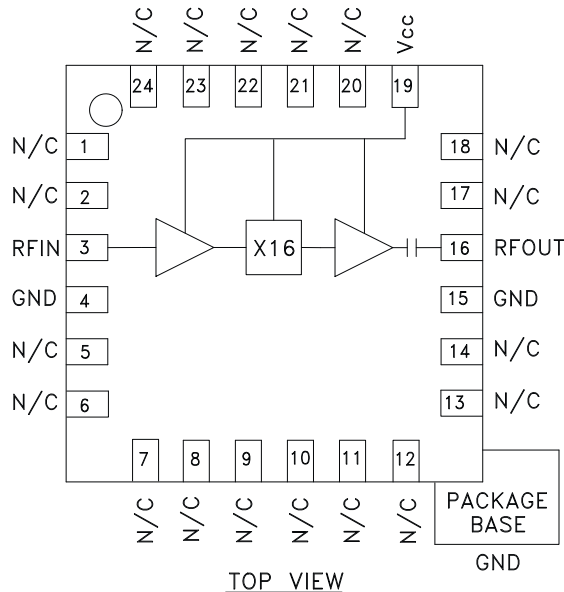 N/C N/C N/C N/C N/C Vcc
24 23 22 21 20 19
N/C 1
18 N/C
N/C 2
17 N/C
RFIN 3
X16
16 RFOUT
GND 4
15 GND
N/C 5
14 N/C
N/C 6
13 N/C
7 8 9 10 11 12
N/C N/C N/C N/C N/C N/C
PACKAGE
BASE
GND
TOP VIEW